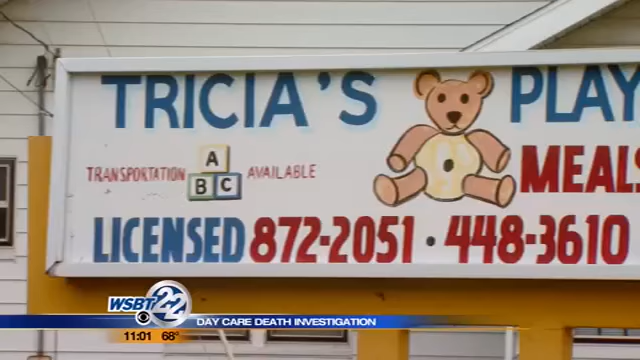 TRICIA'S PLAY
TRANSPORTATION A B C AVAILABLE
MEALS
LICENSED 872-2051 · 448-3610
WSBT 22
DAY CARE DEATH INVESTIGATION
11:01 68°